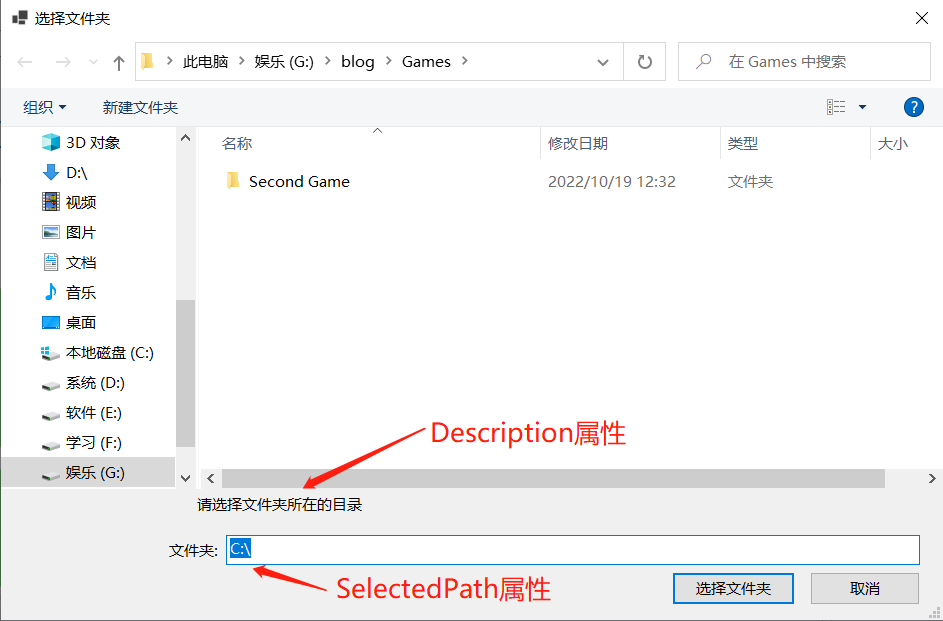 选择文件夹
此电脑 > 娱乐 (G:) > blog > Games >
在 Games 中搜索
组织
新建文件夹
3D 对象
D:\
视频
图片
文档
音乐
桌面
本地磁盘 (C:)
系统 (D:)
软件 (E:)
学习 (F:)
娱乐 (G:)
名称 修改日期 类型 大小
Second Game 2022/10/19 12:32 文件夹
Description属性
请选择文件夹所在的目录
文件夹: C:\
SelectedPath属性
选择文件夹 取消